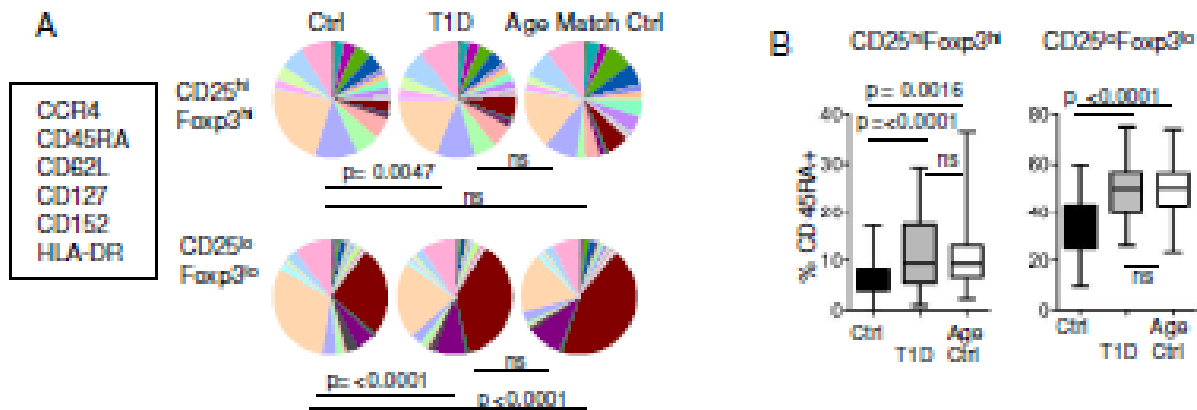 A
Ctrl T1D Age Match Ctrl
CCR4
CD45RA
CD62L
CD127
CD152
HLA-DR
CD25hi
Foxp3hi
ns
p= 0.0047
ns
CD25lo
Foxp3lo
ns
p= <0.0001
p <0.0001
B
CD25hiFoxp3hi CD25loFoxp3lo
p = 0.0016
p =<0.0001
ns
% CD 45RA+
40
30
20
10
0
Ctrl
T1D
Age
Ctrl
p <0.0001
80
60
40
20
0
ns
Ctrl
T1D
Age
Ctrl